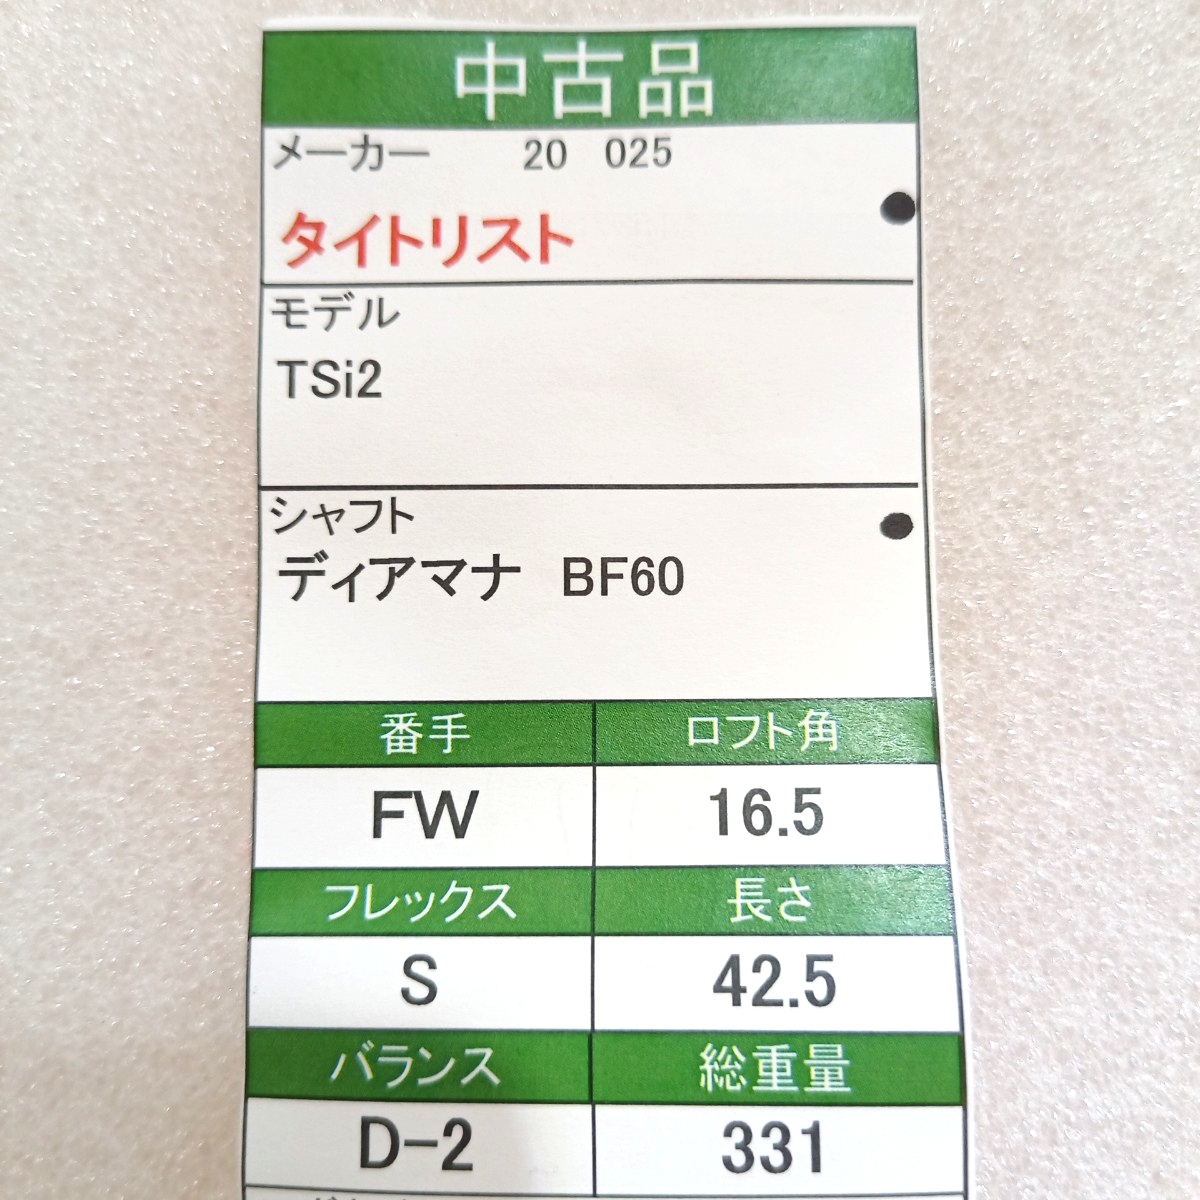 中古品
メーカー 20 025
タイトリスト
モデル
TSi2
シャフト
ディアマナ BF60
番手 ロフト角
FW 16.5
フレックス 長さ
S 42.5
バランス 総重量
D-2 331